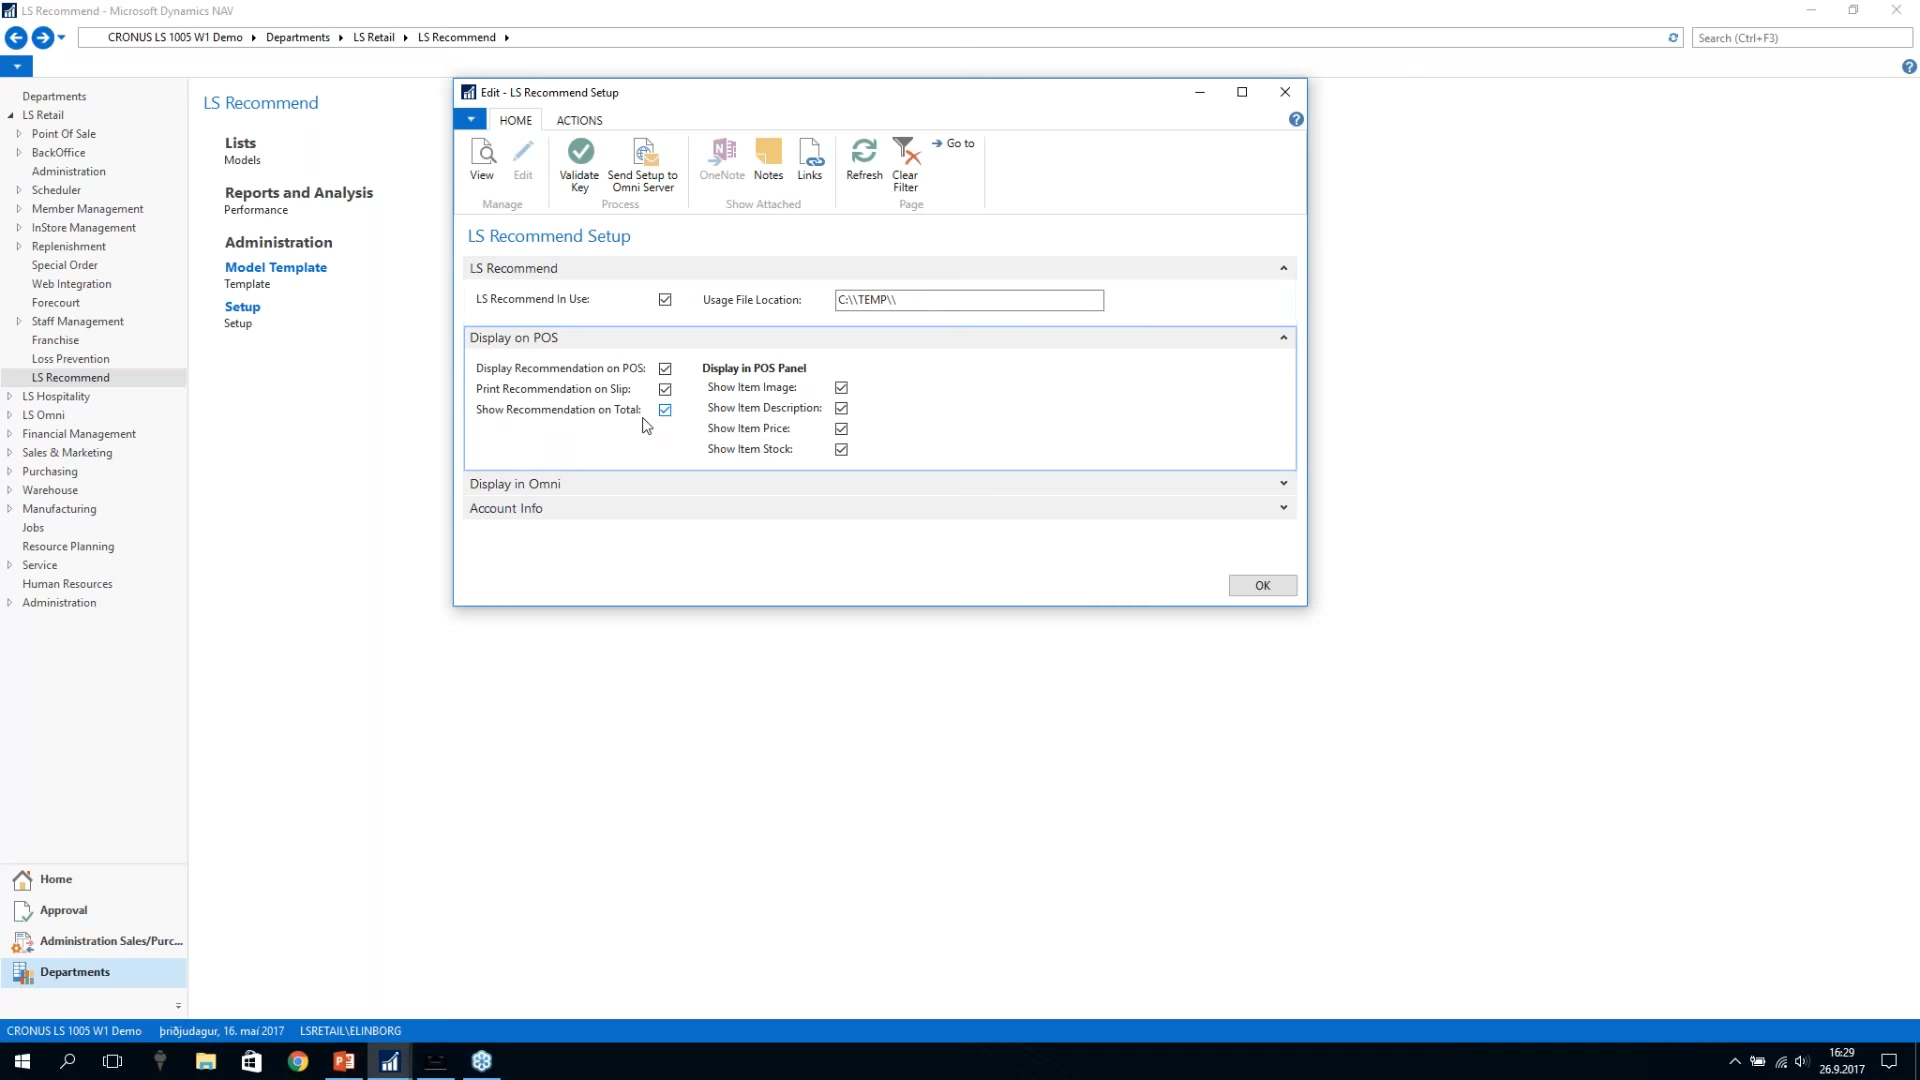 LS Recommend - Microsoft Dynamics NAV
CRONUS LS 1005 W1 Demo
Departments
LS Retail
LS Recommend
Search (Ctrl+F3)
Departments
LS Retail
Point Of Sale
BackOffice
Administration
Scheduler
Member Management
InStore Management
Replenishment
Special Order
Web Integration
Forecourt
Staff Management
Franchise
Loss Prevention
LS Recommend
LS Hospitality
LS Omni
Financial Management
Sales & Marketing
Purchasing
Warehouse
Manufacturing
Jobs
Resource Planning
Service
Human Resources
Administration
Home
Approval
Administration Sales/Purc...
Departments
LS Recommend
Lists
Models
Reports and Analysis
Performance
Administration
Model Template
Template
Setup
Setup
Edit - LS Recommend Setup
HOME
ACTIONS
View
Edit
Manage
Validate Key
Send Setup to Omni Server
Process
OneNote
Notes
Links
Show Attached
Refresh
Clear Filter
Go to
Page
LS Recommend Setup
LS Recommend
LS Recommend In Use:
Usage File Location:
C:\\TEMP\\
Display on POS
Display Recommendation on POS:
Print Recommendation on Slip:
Show Recommendation on Total:
Display in POS Panel
Show Item Image:
Show Item Description:
Show Item Price:
Show Item Stock:
Display in Omni
Account Info
OK
CRONUS LS 1005 W1 Demo
þriðjudagur, 16. maí 2017
LSRETAIL\ELINBORG
16:29
26.9.2017